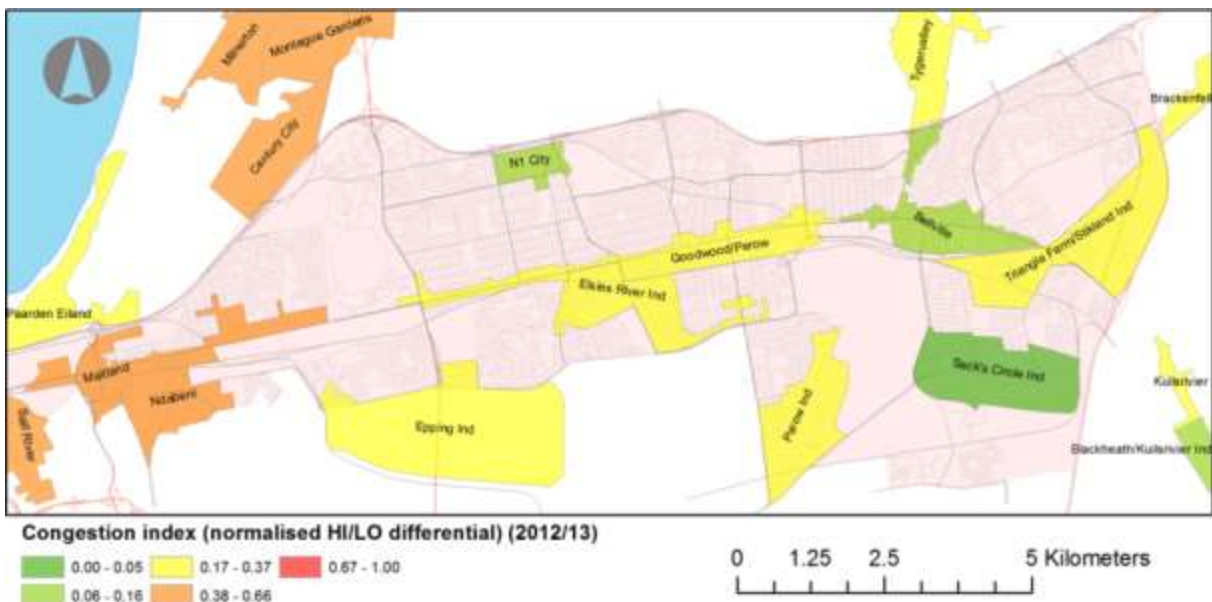 Milnerton
Montague Gardens
Tygervalley
Brackenfell
Century City
N1 City
Bellville
Goodwood/Parow
Triangle Farm/Stikland Ind
Elsies River Ind
Paarden Eiland
Maitland
Ndabeni
Salt River
Epping Ind
Parow Ind
Sack's Circle Ind
Kuilsrivier
Blackheath/Kuilsrivier Ind
Congestion index (normalised HI/LO differential) (2012/13)
0.00 - 0.05 0.17 - 0.37 0.67 - 1.00
0.06 - 0.16 0.38 - 0.66
0 1.25 2.5 5 Kilometers